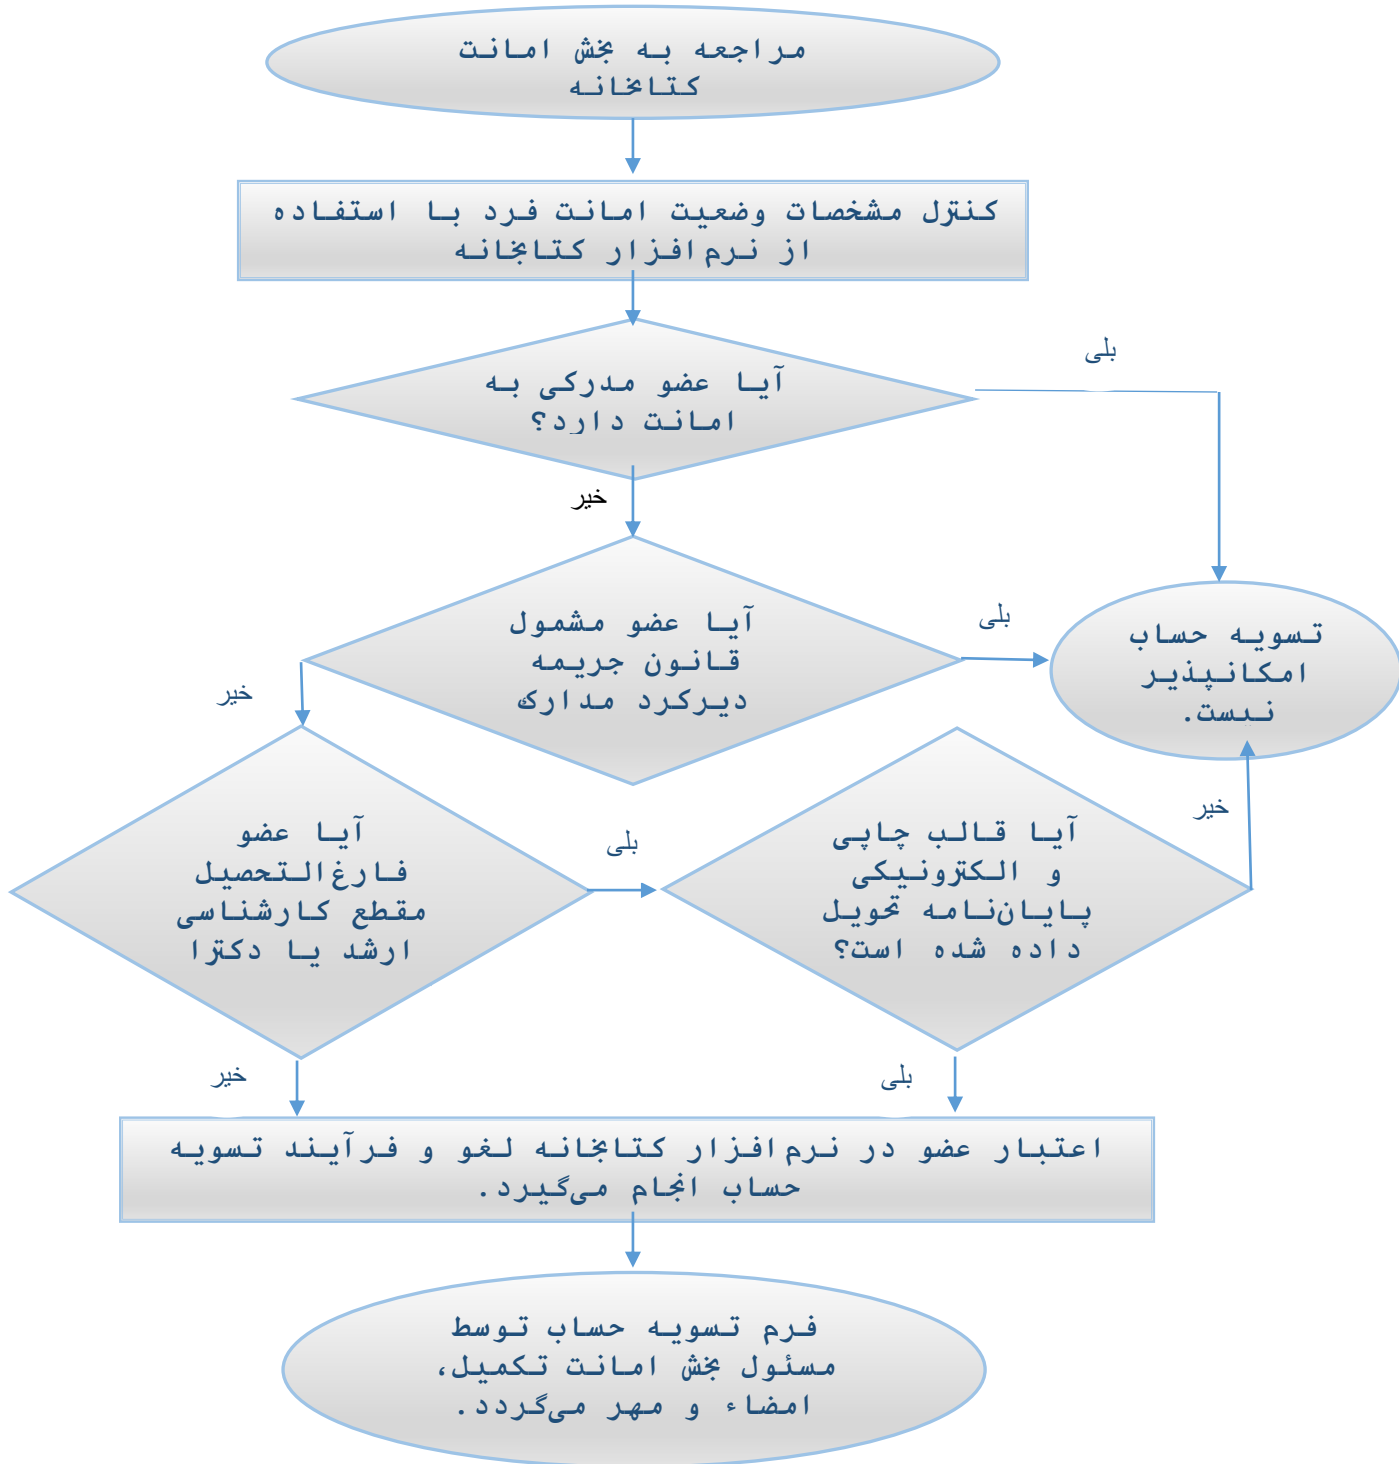 مراجعه به بخش امانت
کتابخانه
کنترل مشخصات وضعیت امانت فرد با استفاده
از نرم‌افزار کتابخانه
بلی
آیا عضو مدرکی به
امانت دارد؟
خیر
آیا عضو مشمول
قانون جریمه
دیرکرد مدارک
بلی
تسویه حساب
امکانپذیر
نیست.
خیر
آیا عضو
فارغ‌التحصیل
مقطع کارشناسی
ارشد یا دکترا
بلی
آیا قالب چاپی
و الکترونیکی
پایان‌نامه تحویل
داده شده است؟
خیر
خیر
بلی
اعتبار عضو در نرم‌افزار کتابخانه لغو و فرآیند تسویه
حساب انجام می‌گیرد.
فرم تسویه حساب توسط
مسئول بخش امانت تکمیل،
امضاء و مهر می‌گردد.